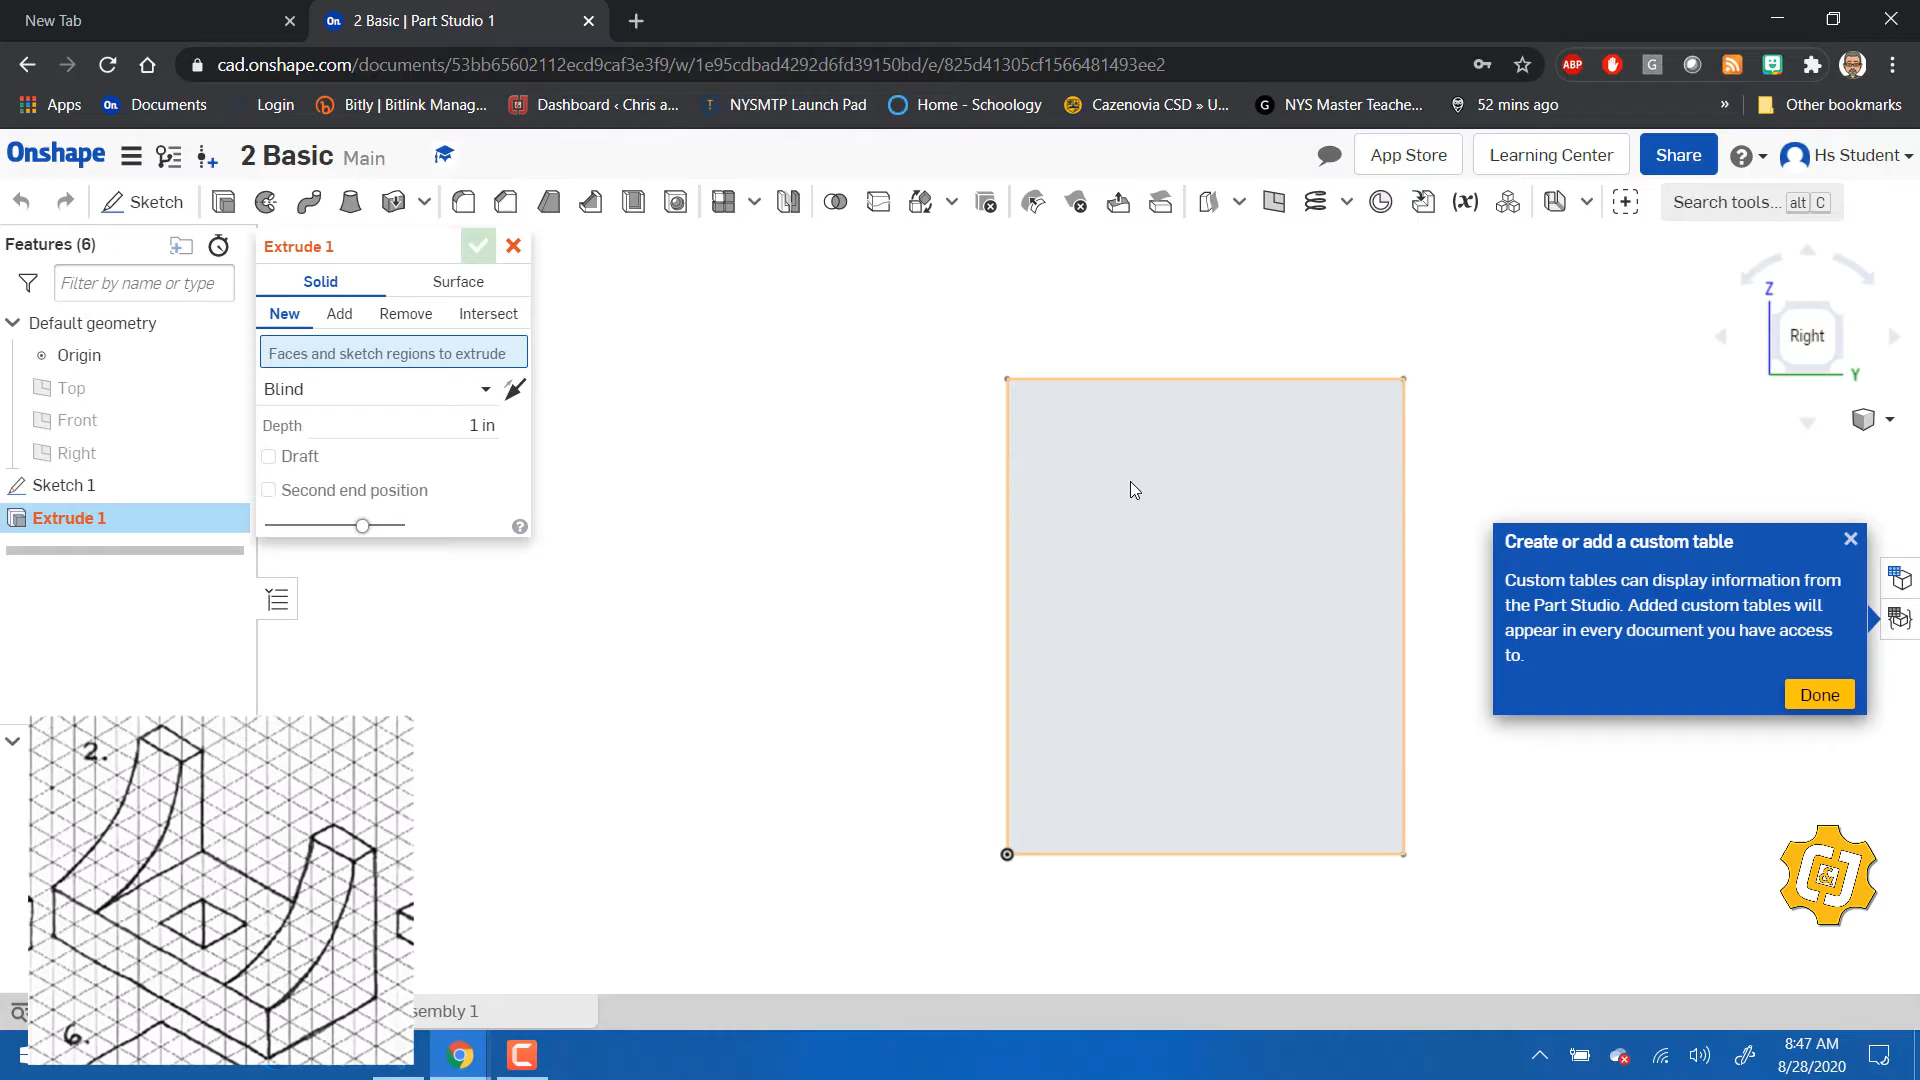 New Tab
On. 2 Basic | Part Studio 1
cad.onshape.com/documents/53bb65602112ecd9caf3e3f9/w/1e95cdbad4292d6fd39150bd/e/825d41305cf1566481493ee2
ABP G
Apps On. Documents Login Bitly | Bitlink Manag... Dashboard ‹ Chris a... NYSMTP Launch Pad Home - Schoology Cazenovia CSD » U... G NYS Master Teache... 52 mins ago » Other bookmarks
Onshape 2 Basic Main App Store Learning Center Share Hs Student
Sketch (x) Search tools... alt C
Features (6)
Filter by name or type
Default geometry
Origin
Top
Front
Right
Sketch 1
Extrude 1
Extrude 1
Solid Surface
New Add Remove Intersect
Faces and sketch regions to extrude
Blind
Depth 1 in
Draft
Second end position
Z
Right
Y
Create or add a custom table
Custom tables can display information from
the Part Studio. Added custom tables will
appear in every document you have access
to.
Done
2.
6.
C&J
sembly 1
8:47 AM
8/28/2020